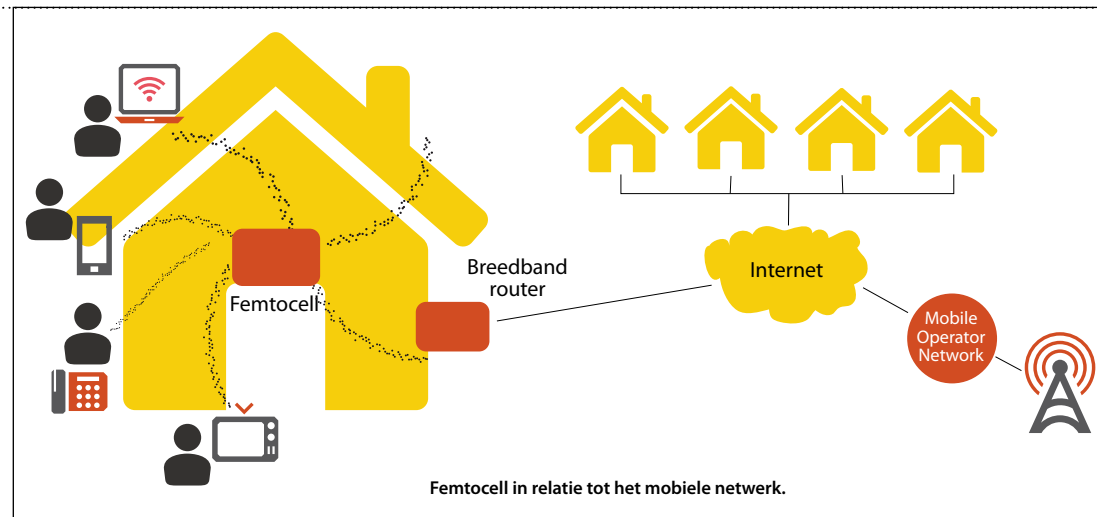 Femtocell
Breedband
router
Internet
Mobile
Operator
Network
Femtocell in relatie tot het mobiele netwerk.